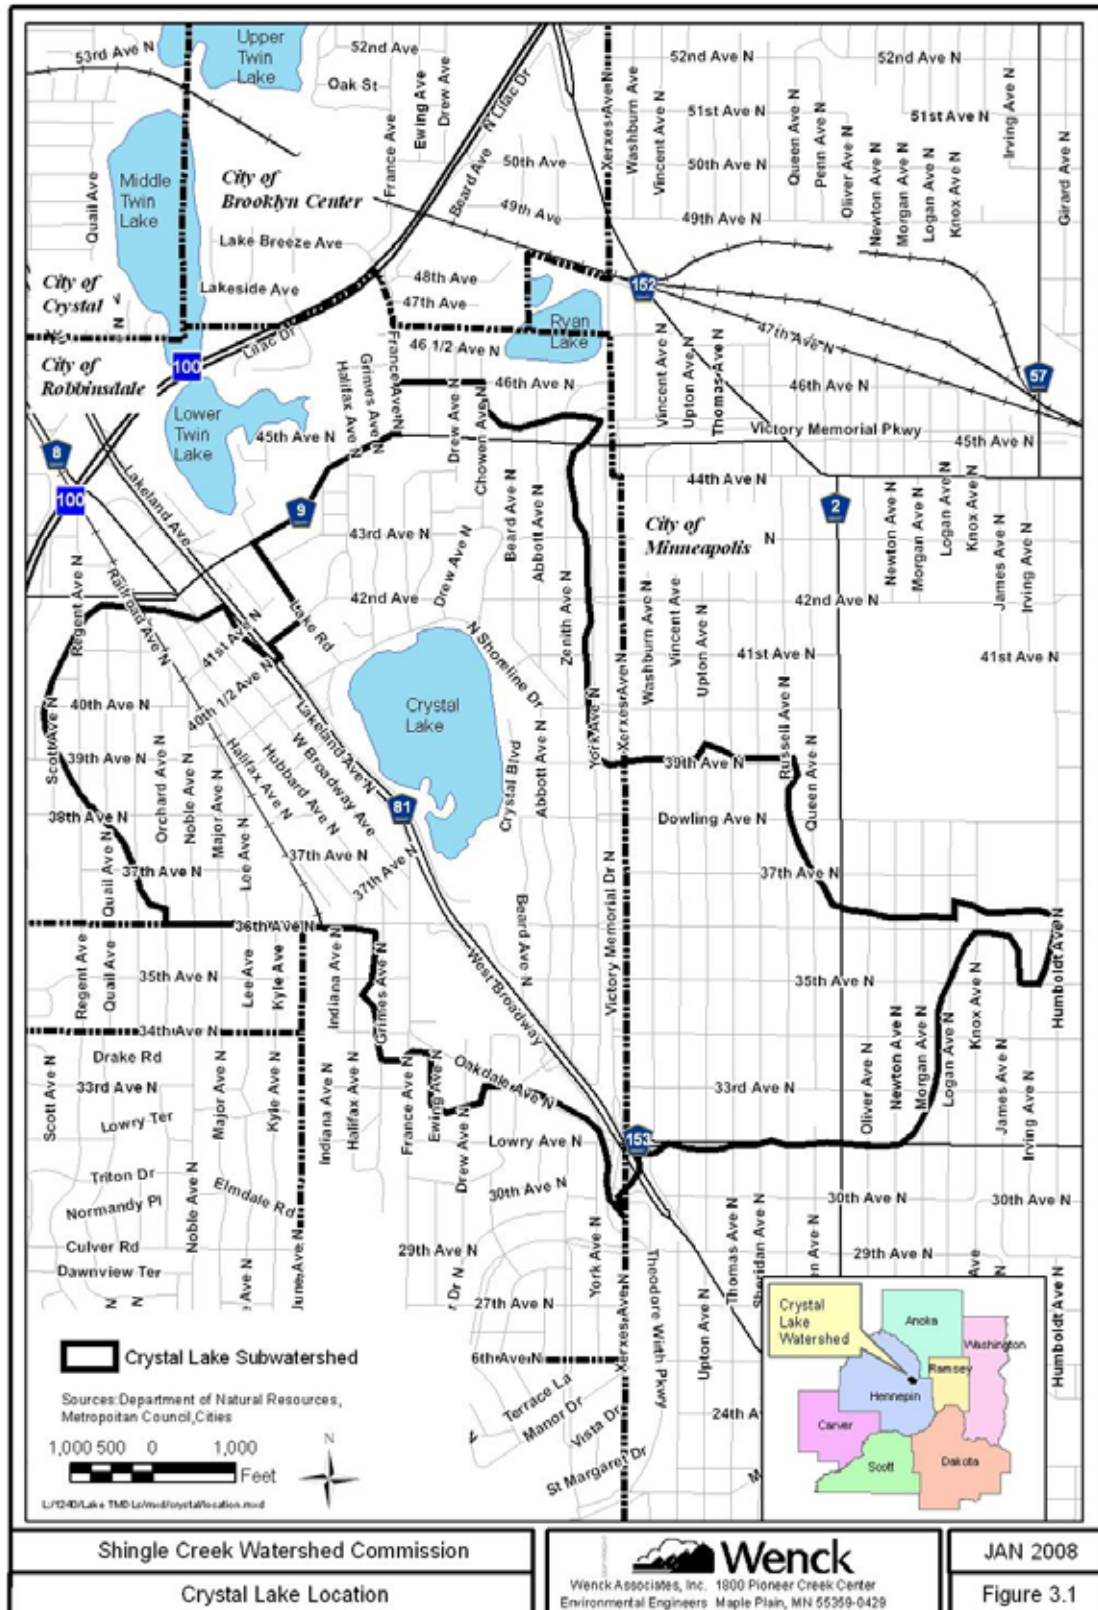 Upper
Twin
Lake
53rd Ave N
52nd Ave
Oak St
Ewing Ave
Drew Ave
N Lilac Dr
Xerxes Ave N
Washburn Ave
Vincent Ave N
52nd Ave N
52nd Ave N
51st Ave N
51st Ave N
Irving Ave N
Girard Ave N
Middle
Twin
Lake
Quail Ave
City of
Brooklyn Center
France Ave
Beard Ave
50th Ave
49th Ave
50th Ave N
49th Ave N
Queen Ave N
Penn Ave N
Oliver Ave N
Newton Ave N
Morgan Ave N
Logan Ave N
Knox Ave N
Lake Breeze Ave
Lakeside Ave
48th Ave
47th Ave
City of
Crystal
N
City of
Robbinsdale
100
Lilac Dr
152
Ryan
Lake
46 1/2 Ave N
47th Ave N
57
46th Ave N
46th Ave N
Victory Memorial Pkwy
45th Ave N
Vincent Ave N
Upton Ave N
Thomas Ave N
Halifax Ave N
Grimes Ave N
France Ave N
Drew Ave N
Chowen Ave N
Lower
Twin
Lake
45th Ave N
8
100
Lakeland Ave
9
44th Ave N
2
City of
Minneapolis
N
43rd Ave N
Drew Ave N
Beard Ave N
Abbott Ave N
Zenith Ave N
Newton Ave N
Morgan Ave N
Logan Ave N
Knox Ave N
James Ave N
Irving Ave N
Regent Ave N
Railroad Ave N
42nd Ave
42nd Ave N
Lake Rd
41st Ave N
40th 1/2 Ave N
N Shoreline Dr
Washburn Ave N
Vincent Ave
Upton Ave N
41st Ave N
41st Ave N
Crystal
Lake
Scott Ave N
40th Ave N
39th Ave N
38th Ave N
37th Ave N
Orchard Ave N
Noble Ave N
Major Ave N
Lee Ave N
Quail Ave N
Halifax Ave N
Hubbard Ave N
W Broadway Ave
Lakeland Ave N
81
37th Ave N
37th Ave N
Crystal Blvd
Abbott Ave N
York Ave N
Xerxes Ave N
39th Ave N
Russell Ave N
Queen Ave N
Dowling Ave N
37th Ave N
36th Ave N
Beard Ave N
Victory Memorial Dr N
West Broadway
Regent Ave
Quail Ave
35th Ave N
Lee Ave
Kyle Ave
Indiana Ave N
Grimes Ave N
35th Ave N
Knox Ave N
Humboldt Ave N
34th Ave N
Drake Rd
33rd Ave N
Lowry Ter
Scott Ave N
Major Ave N
Kyle Ave N
Indiana Ave N
Halifax Ave N
France Ave N
Ewing Ave N
Drew Ave N
Oakdale Ave N
33rd Ave N
Oliver Ave N
Newton Ave N
Morgan Ave N
Logan Ave N
James Ave N
Irving Ave N
Lowry Ave N
153
Triton Dr
Normandy Pl
Culver Rd
Dawnview Ter
Noble Ave N
Elmdale Rd
June Ave N
30th Ave N
30th Ave N
30th Ave N
29th Ave N
29th Ave N
York Ave N
Theodore Wirth Pkwy
Thomas Ave N
Sheridan Ave N
en Ave N
Ave
N
N
Ave N
r Dr N
27th Ave N
Xerxes Ave N
Upton Ave N
Humboldt Ave N
6th Ave N
Terrace La
Manor Dr
Vista Dr
St Margaret Dr
24th A
Crystal
Lake
Watershed
Anoka
Washington
Ramsey
Hennepin
Carver
Scott
Dakota
Crystal Lake Subwatershed
Sources:Department of Natural Resources,
Metropoitan Council,Cities
1,000 500 0 1,000
Feet
N
Shingle Creek Watershed Commission
Crystal Lake Location
Wenck
Wenck Associates, Inc. 1800 Pioneer Creek Center
Environmental Engineers Maple Plain, MN 55359-0429
JAN 2008
Figure 3.1